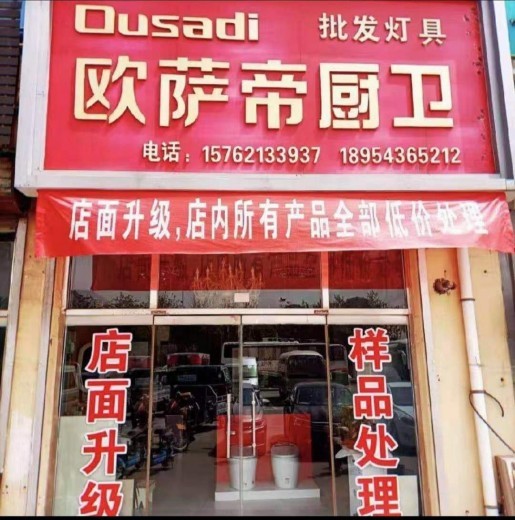 Ousadi 批发灯具
欧萨帝厨卫
电话：15762133937 18954365212
店面升级,店内所有产品全部低价处理
店面升级
样品处理